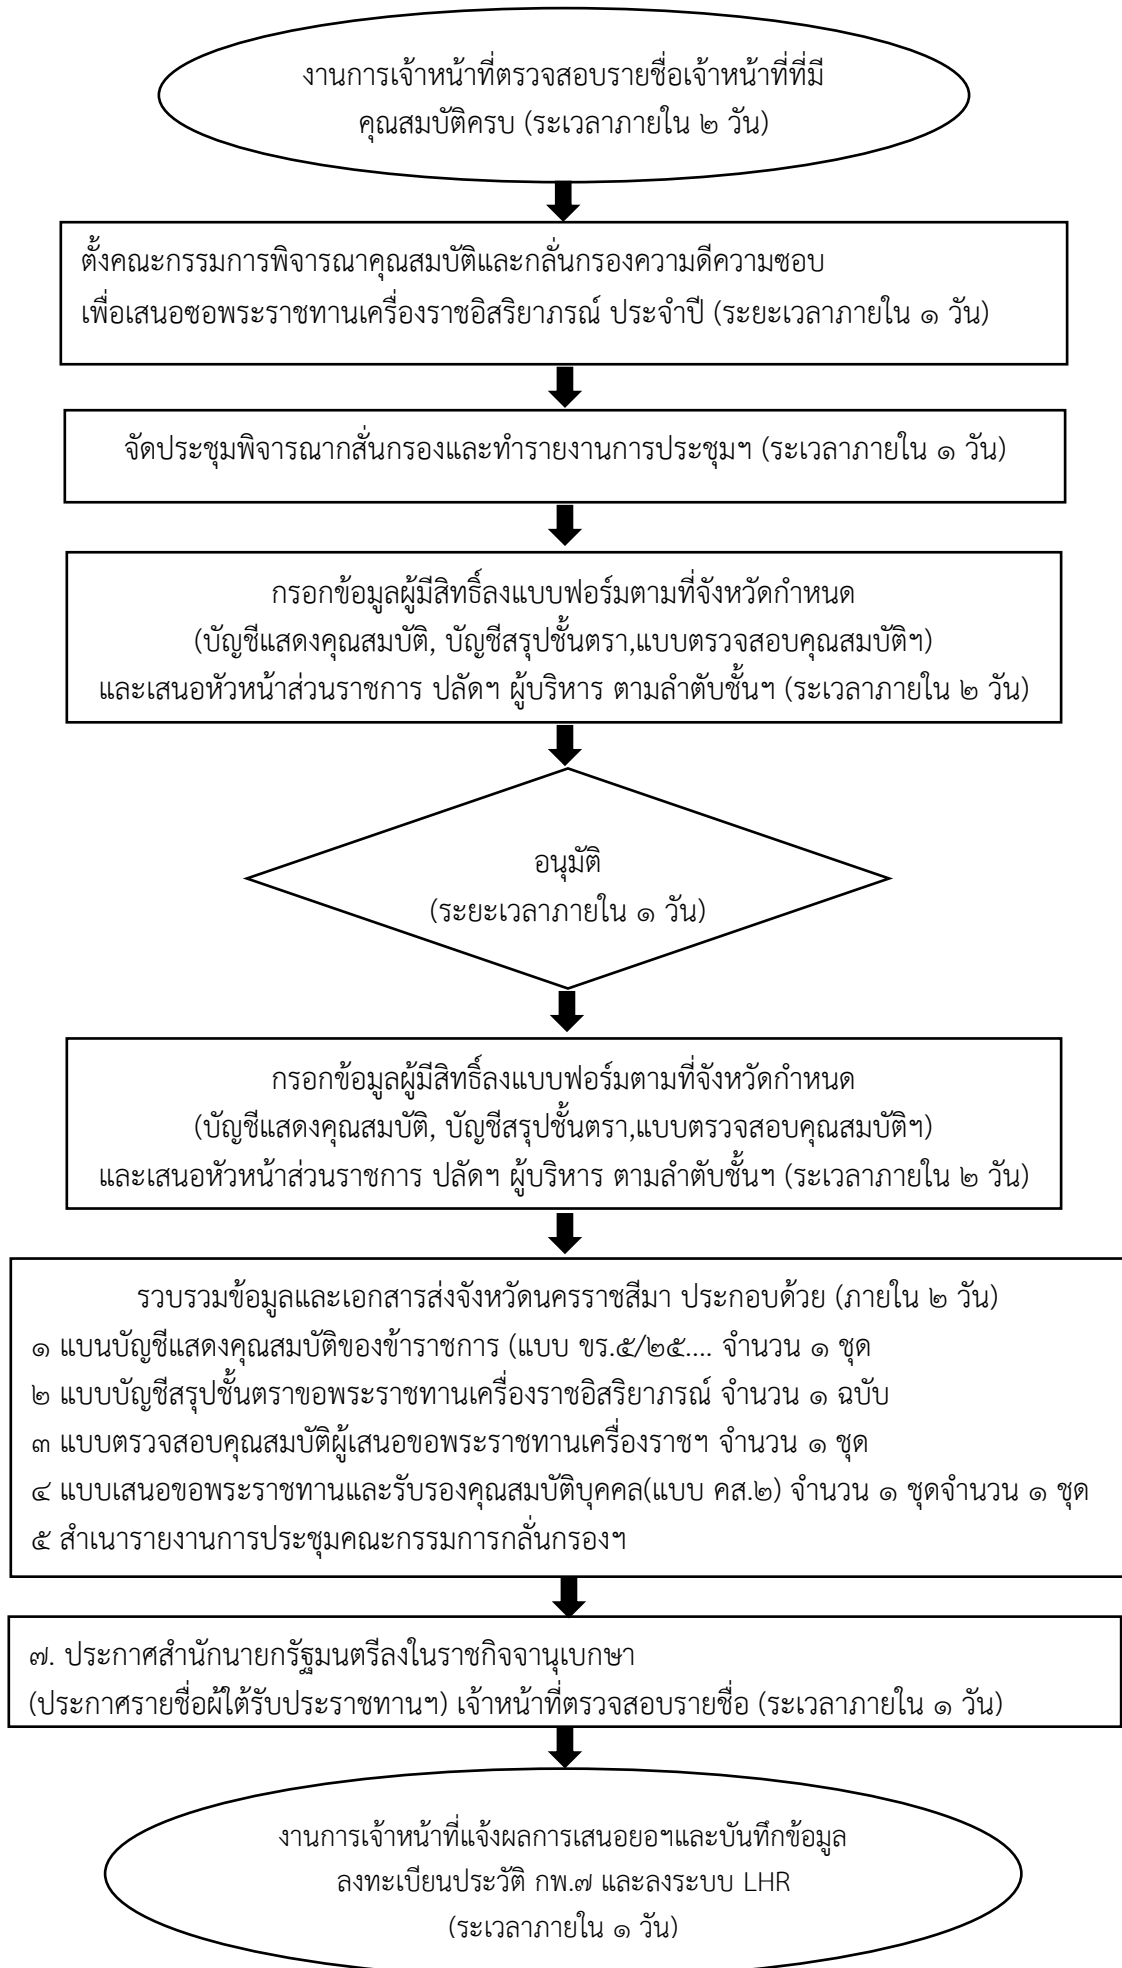 งานการเจ้าหน้าที่ตรวจสอบรายชื่อเจ้าหน้าที่ที่มี
คุณสมบัติครบ (ระเวลาภายใน ๒ วัน)
ตั้งคณะกรรมการพิจารณาคุณสมบัติและกลั่นกรองความดีความซอบ
เพื่อเสนอซอพระราชทานเครื่องราชอิสริยาภรณ์ ประจำปี (ระยะเวลาภายใน ๑ วัน)
จัดประชุมพิจารณากสั่นกรองและทำรายงานการประชุมฯ (ระเวลาภายใน ๑ วัน)
กรอกข้อมูลผู้มีสิทธิ์ลงแบบฟอร์มตามที่จังหวัดกำหนด
(บัญชีแสดงคุณสมบัติ, บัญชีสรุปชั้นตรา,แบบตรวจสอบคุณสมบัติฯ)
และเสนอหัวหน้าส่วนราชการ ปลัดฯ ผู้บริหาร ตามลำตับชั้นฯ (ระเวลาภายใน ๒ วัน)
อนุมัติ
(ระยะเวลาภายใน ๑ วัน)
กรอกข้อมูลผู้มีสิทธิ์ลงแบบฟอร์มตามที่จังหวัดกำหนด
(บัญชีแสดงคุณสมบัติ, บัญชีสรุปชั้นตรา,แบบตรวจสอบคุณสมบัติฯ)
และเสนอหัวหน้าส่วนราชการ ปลัดฯ ผู้บริหาร ตามลำตับชั้นฯ (ระเวลาภายใน ๒ วัน)
รวบรวมข้อมูลและเอกสารส่งจังหวัดนครราชสีมา ประกอบด้วย (ภายใน ๒ วัน)
๑ แบนบัญชีแสดงคุณสมบัติของข้าราชการ (แบบ ขร.๕/๒๕.... จำนวน ๑ ชุด
๒ แบบบัญชีสรุปชั้นตราขอพระราชทานเครื่องราชอิสริยาภรณ์ จำนวน ๑ ฉบับ
๓ แบบตรวจสอบคุณสมบัติผู้เสนอขอพระราชทานเครื่องราชฯ จำนวน ๑ ชุด
๔ แบบเสนอขอพระราชทานและรับรองคุณสมบัติบุคคล(แบบ คส.๒) จำนวน ๑ ชุดจำนวน ๑ ชุด
๕ สำเนารายงานการประชุมคณะกรรมการกลั่นกรองฯ
๗. ประกาศสำนักนายกรัฐมนตรีลงในราชกิจจานุเบกษา
(ประกาศรายชื่อผ้ใต้รับประราชทานฯ) เจ้าหน้าที่ตรวจสอบรายชื่อ (ระเวลาภายใน ๑ วัน)
งานการเจ้าหน้าที่แจ้งผลการเสนอยอฯและบันทึกข้อมูล
ลงทะเบียนประวัติ กพ.๗ และลงระบบ LHR
(ระเวลาภายใน ๑ วัน)